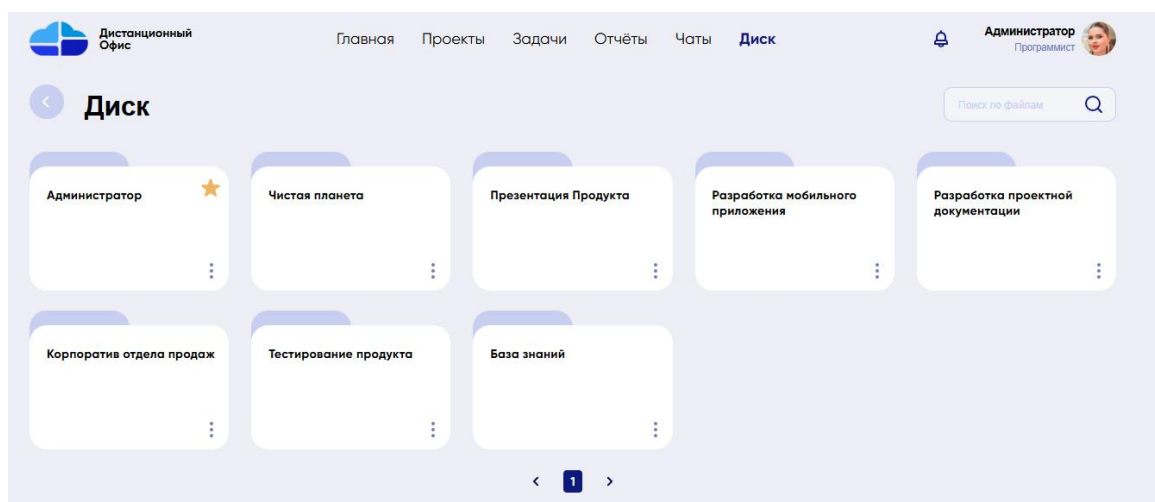 Дистанционный
Офис
Главная Проекты Задачи Отчёты Чаты Диск
Администратор
Программист
Диск
Поиск по файлам
Администратор
Чистая планета
Презентация Продукта
Разработка мобильного
приложения
Разработка проектной
документации
Корпоратив отдела продаж
Тестирование продукта
База знаний
1